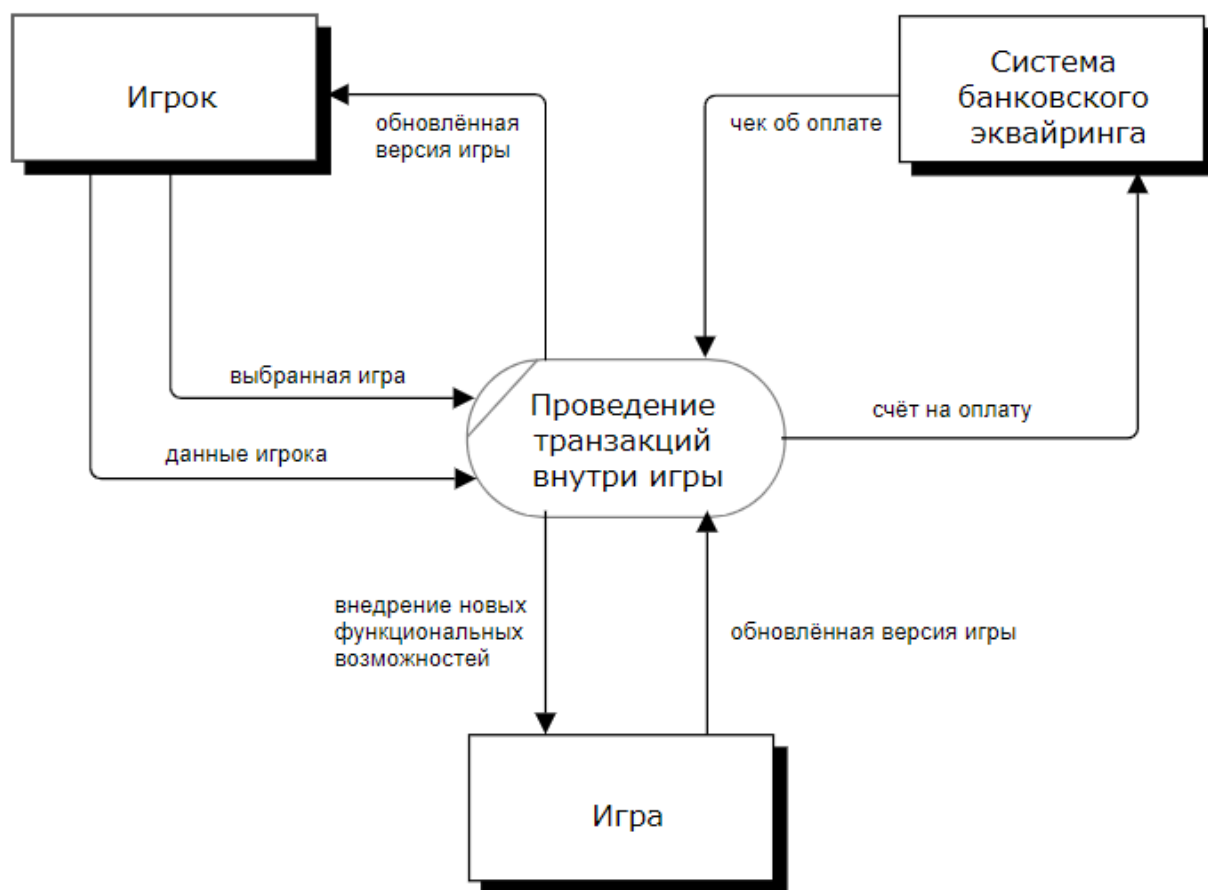 Игрок
Система
банковского
эквайринга
обновлённая
версия игры
чек об оплате
выбранная игра
данные игрока
Проведение
транзакций
внутри игры
счёт на оплату
внедрение новых
функциональных
возможностей
обновлённая версия игры
Игра